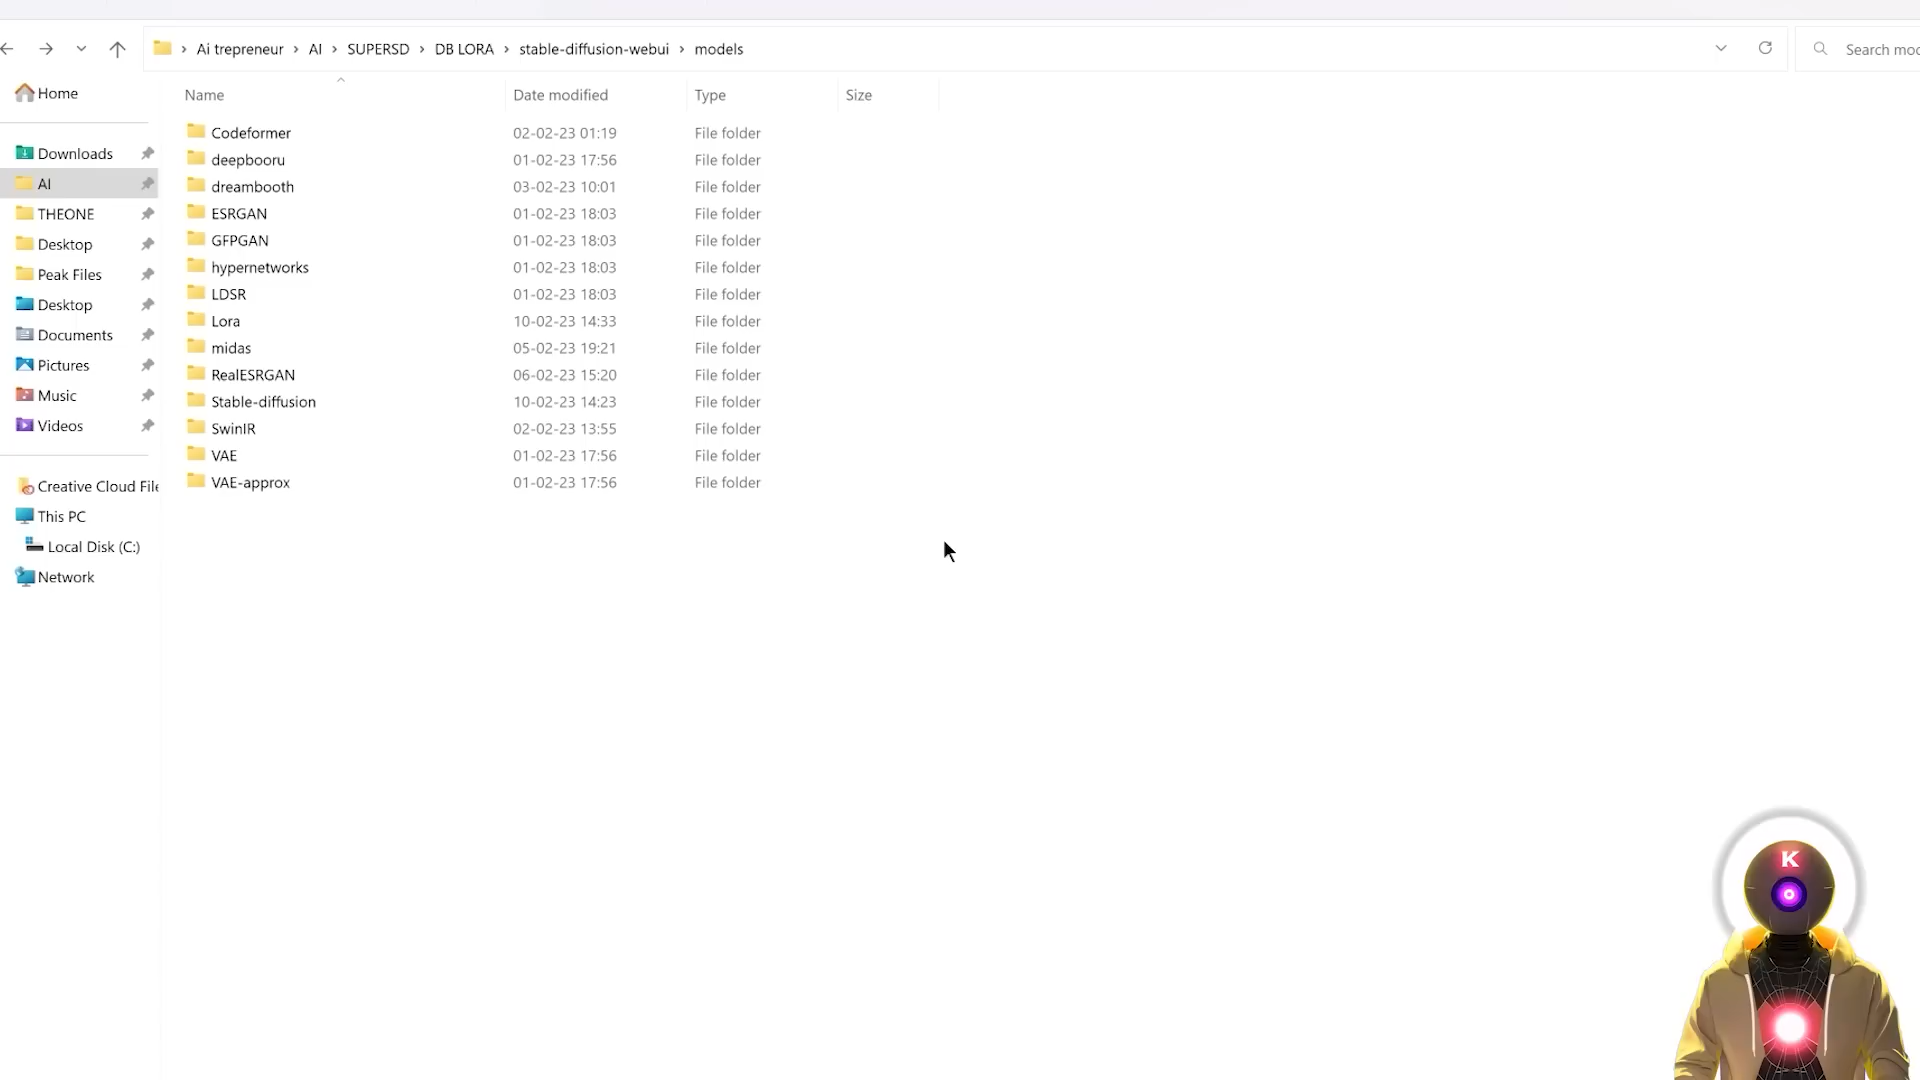 Ai trepreneur > AI > SUPERSD > DB LORA > stable-diffusion-webui > models
Search mod
Home
Downloads
AI
THEONE
Desktop
Peak Files
Desktop
Documents
Pictures
Music
Videos
Creative Cloud File
This PC
Local Disk (C:)
Network
Name Date modified Type Size
Codeformer 02-02-23 01:19 File folder
deepbooru 01-02-23 17:56 File folder
dreambooth 03-02-23 10:01 File folder
ESRGAN 01-02-23 18:03 File folder
GFPGAN 01-02-23 18:03 File folder
hypernetworks 01-02-23 18:03 File folder
LDSR 01-02-23 18:03 File folder
Lora 10-02-23 14:33 File folder
midas 05-02-23 19:21 File folder
RealESRGAN 06-02-23 15:20 File folder
Stable-diffusion 10-02-23 14:23 File folder
SwinIR 02-02-23 13:55 File folder
VAE 01-02-23 17:56 File folder
VAE-approx 01-02-23 17:56 File folder
K